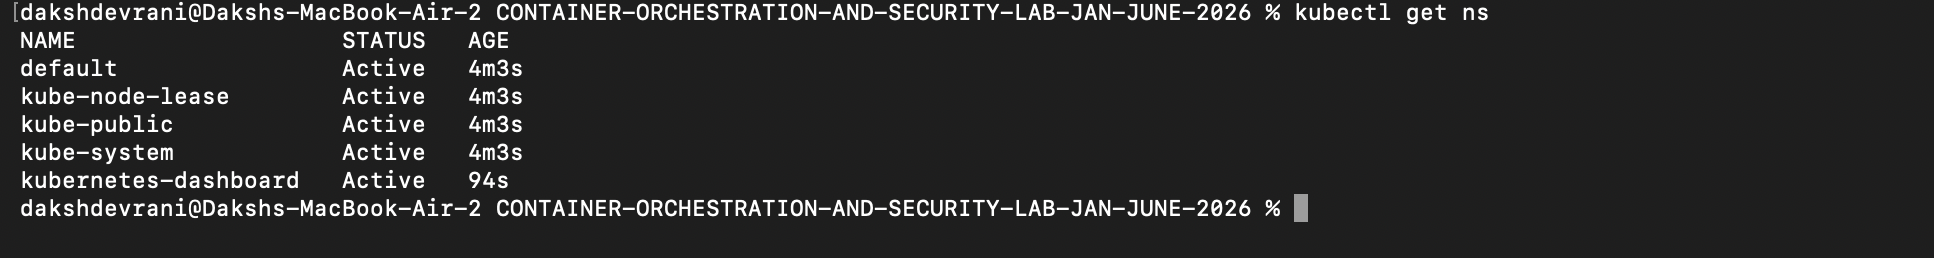 [dakshdevrani@Dakshs-MacBook-Air-2 CONTAINER-ORCHESTRATION-AND-SECURITY-LAB-JAN-JUNE-2026 % kubectl get ns
NAME                   STATUS   AGE
default                Active   4m3s
kube-node-lease        Active   4m3s
kube-public            Active   4m3s
kube-system            Active   4m3s
kubernetes-dashboard   Active   94s
dakshdevrani@Dakshs-MacBook-Air-2 CONTAINER-ORCHESTRATION-AND-SECURITY-LAB-JAN-JUNE-2026 %